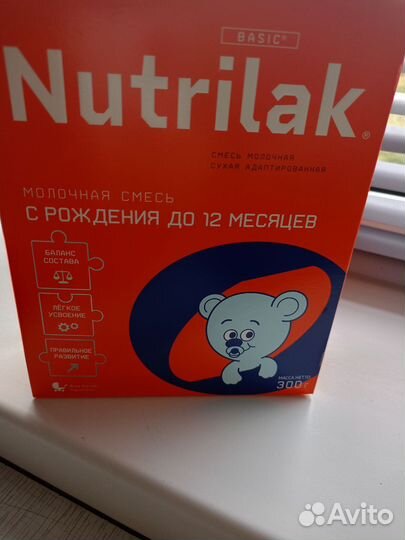 BASIC®
Nutrilak®
СМЕСЬ МОЛОЧНАЯ
СУХАЯ АДАПТИРОВАННАЯ
МОЛОЧНАЯ СМЕСЬ
С РОЖДЕНИЯ ДО 12 МЕСЯЦЕВ
БАЛАНС
СОСТАВА
ЛЁГКОЕ
УСВОЕНИЕ
ПРАВИЛЬНОЕ
РАЗВИТИЕ
МАССА НЕТТО
300 г
Avito